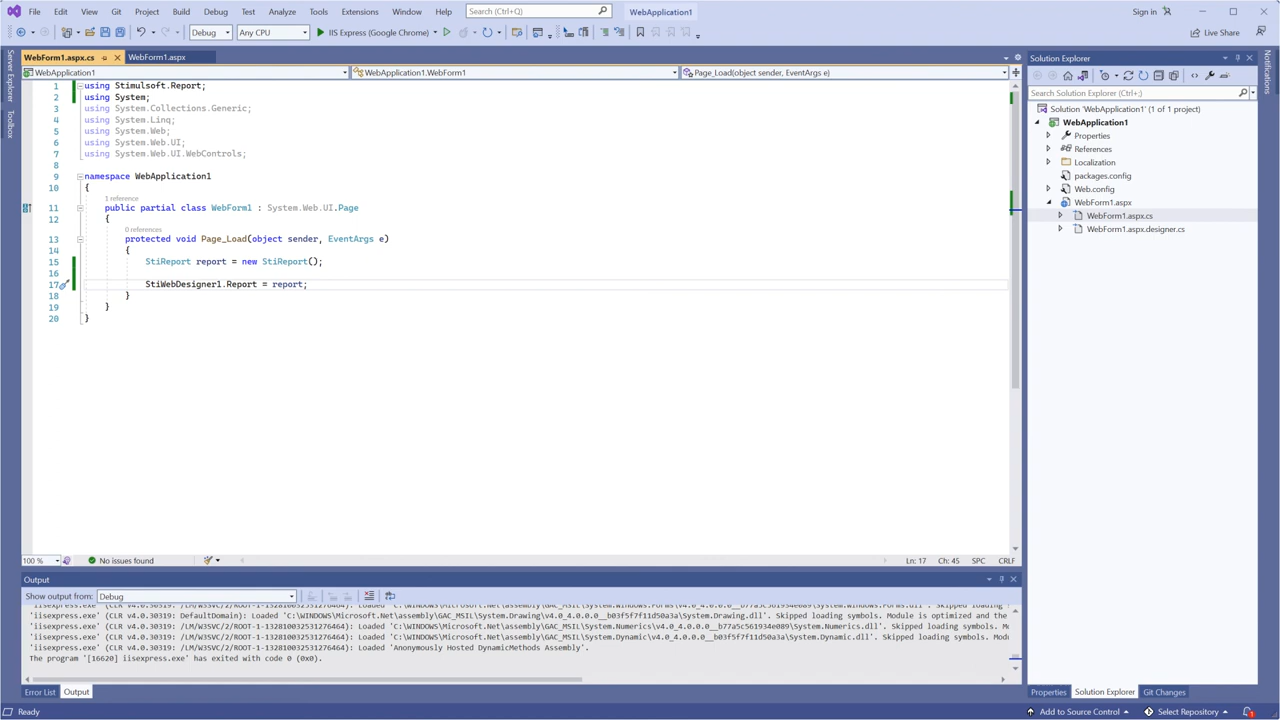 File Edit View Git Project Build Debug Test Analyze Tools Extensions Window Help Search (Ctrl+Q) WebApplication1 Sign in
Debug Any CPU IIS Express (Google Chrome) Live Share
Server Explorer
Toolbox
WebForm1.aspx.cs WebForm1.aspx
WebApplication1 WebApplication1.WebForm1 Page_Load(object sender, EventArgs e)
1 using Stimulsoft.Report;
2 using System;
3 using System.Collections.Generic;
4 using System.Linq;
5 using System.Web;
6 using System.Web.UI;
7 using System.Web.UI.WebControls;
8
9 namespace WebApplication1
10 {
1 reference
11 public partial class WebForm1 : System.Web.UI.Page
12 {
0 references
13 protected void Page_Load(object sender, EventArgs e)
14 {
15 StiReport report = new StiReport();
16
17 StiWebDesigner1.Report = report;
18 }
19 }
20 }
100 % No issues found Ln: 17 Ch: 45 SPC CRLF
Output
Show output from: Debug
'iisexpress.exe' (CLR v4.0.30319: DefaultDomain): Loaded 'C:\WINDOWS\Microsoft.Net\assembly\GAC_MSIL\System.Drawing\v4.0_4.0.0.0__b03f5f7f11d50a3a\System.Drawing.dll'. Skipped loading symbols. Module is optimized and the
'iisexpress.exe' (CLR v4.0.30319: /LM/W3SVC/2/ROOT-1-132810032531276464): Loaded 'C:\WINDOWS\Microsoft.Net\assembly\GAC_MSIL\System.Numerics\v4.0_4.0.0.0__b77a5c561934e089\System.Numerics.dll'. Skipped loading symbols. Mo
'iisexpress.exe' (CLR v4.0.30319: /LM/W3SVC/2/ROOT-1-132810032531276464): Loaded 'C:\WINDOWS\Microsoft.Net\assembly\GAC_MSIL\System.Dynamic\v4.0_4.0.0.0__b03f5f7f11d50a3a\System.Dynamic.dll'. Skipped loading symbols. Modu
'iisexpress.exe' (CLR v4.0.30319: /LM/W3SVC/2/ROOT-1-132810032531276464): Loaded 'Anonymously Hosted DynamicMethods Assembly'.
The program '[16620] iisexpress.exe' has exited with code 0 (0x0).
Error List Output
Solution Explorer
Search Solution Explorer (Ctrl+;)
Solution 'WebApplication1' (1 of 1 project)
WebApplication1
Properties
References
Localization
packages.config
Web.config
WebForm1.aspx
WebForm1.aspx.cs
WebForm1.aspx.designer.cs
Properties Solution Explorer Git Changes
Notifications
Ready Add to Source Control Select Repository 1